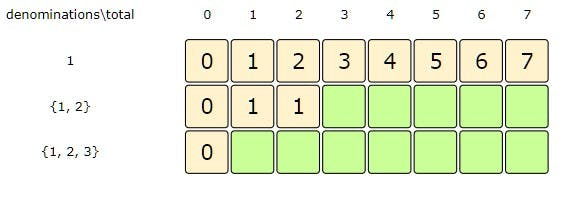 denominations\total 0 1 2 3 4 5 6 7
1 0 1 2 3 4 5 6 7
{1, 2} 0 1 1
{1, 2, 3} 0